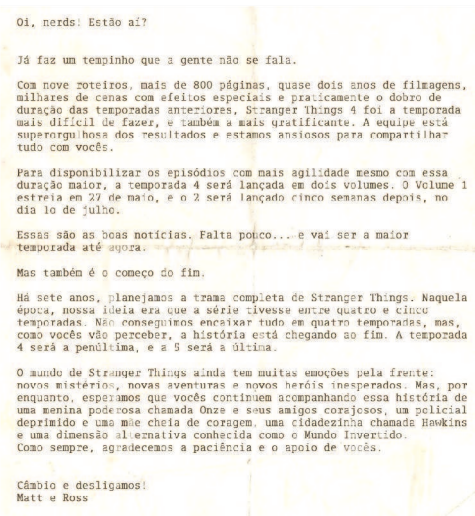 Oi, nerds! Estão aí?
Já faz um tempinho que a gente não se fala.
Com nove roteiros, mais de 800 páginas, quase dois anos de filmagens,
milhares de cenas com efeitos especiais e praticamente o dobro de
duração das temporadas anteriores, Stranger Things 4 foi a temporada
mais difícil de fazer, e também a mais gratificante. A equipe está
superorgulhosa dos resultados e estamos ansiosos para compartilhar
tudo com vocês.
Para disponibilizar os episódios com mais agilidade mesmo com essa
duração maior, a temporada 4 será lançada em dois volumes. O Volume 1
estreia em 27 de maio, e o 2 será lançado cinco semanas depois, no
dia 1o de julho.
Essas são as boas notícias. Falta pouco... e vai ser a maior
temporada até agora.
Mas também é o começo do fim.
Há sete anos, planejamos a trama completa de Stranger Things. Naquela
época, nossa ideia era que a série tivesse entre quatro e cinco
temporadas. Não conseguimos encaixar tudo em quatro temporadas, mas,
como vocês vão perceber, a história está chegando ao fim. A temporada
4 será a penúltima, e a 5 será a última.
O mundo de Stranger Things ainda tem muitas emoções pela frente:
novos mistérios, novas aventuras e novos heróis inesperados. Mas, por
enquanto, esperamos que vocês continuem acompanhando essa história de
uma menina poderosa chamada Onze e seus amigos corajosos, um policial
deprimido e uma mãe cheia de coragem, uma cidadezinha chamada Hawkins
e uma dimensão alternativa conhecida como o Mundo Invertido.
Como sempre, agradecemos a paciência e o apoio de vocês.
Câmbio e desligamos!
Matt e Ross